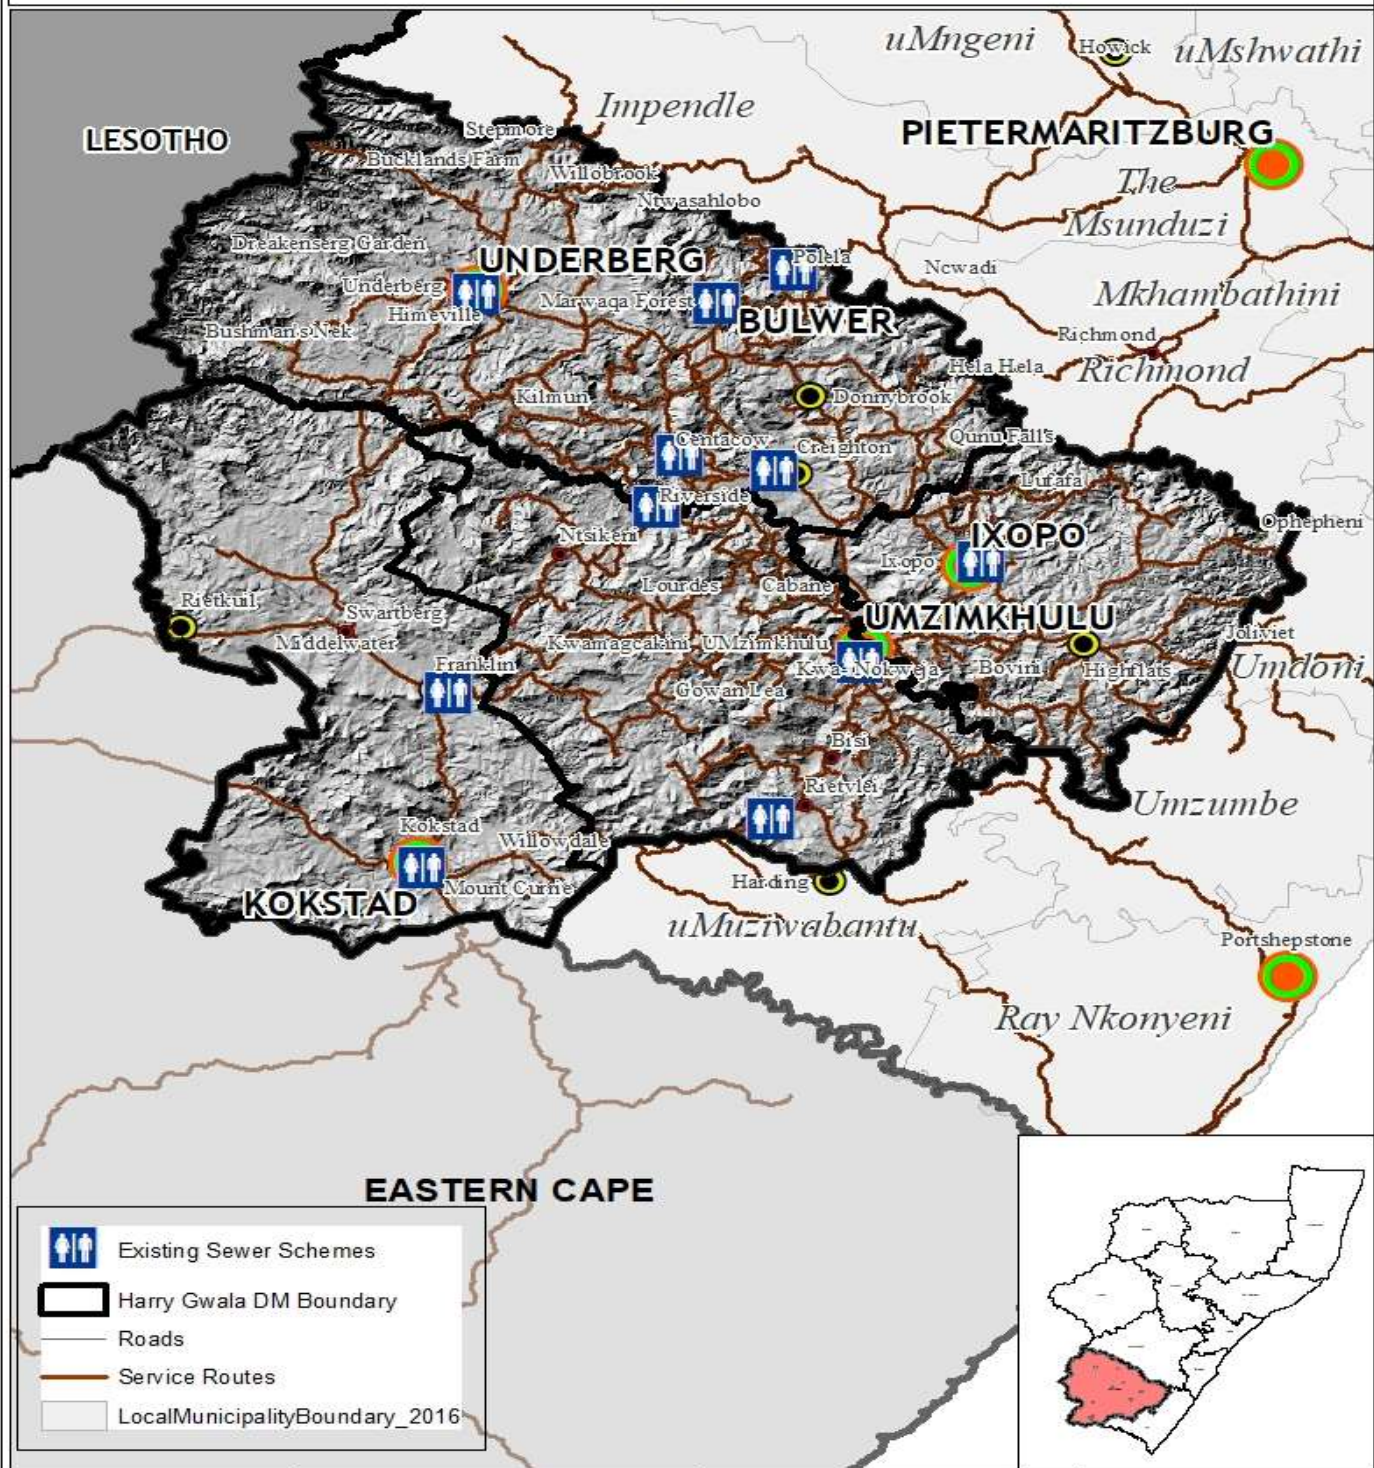 uMngeni
Howick
uMshwathi
Impendle
LESOTHO
Stepmore
PIETERMARITZBURG
Bucklands Farm
Willobrook
The
Msunduzi
Ntwasahlobo
Dreakenserg Garden
UNDERBERG
Polela
Ncwadi
Underberg
Himeville
Marwaqa Forest
BULWER
Mkhambathini
Bushman's Nek
Richmond
Richmond
Hela Hela
Kilmun
Donnybrook
Centacow
Creighton
Qunu Falls
Lufafa
Riverside
Ntsikeni
IXOPO
Ophepheni
Ixopo
Lourdes
Cabane
Rietkuil
Swartberg
UMZIMKHULU
Middelwater
Kwamagcakini
UMzimkhulu
Joliviet
Franklin
Kwa-Nokweja
Bovini
Highflats
Umdoni
Gowan Lea
Bisi
Rietvlei
Umzumbe
Kokstad
Willowdale
Harding
Mount Currie
KOKSTAD
uMuziwabantu
Portshepstone
Ray Nkonyeni
EASTERN CAPE
Existing Sewer Schemes
Harry Gwala DM Boundary
Roads
Service Routes
LocalMunicipalityBoundary_2016